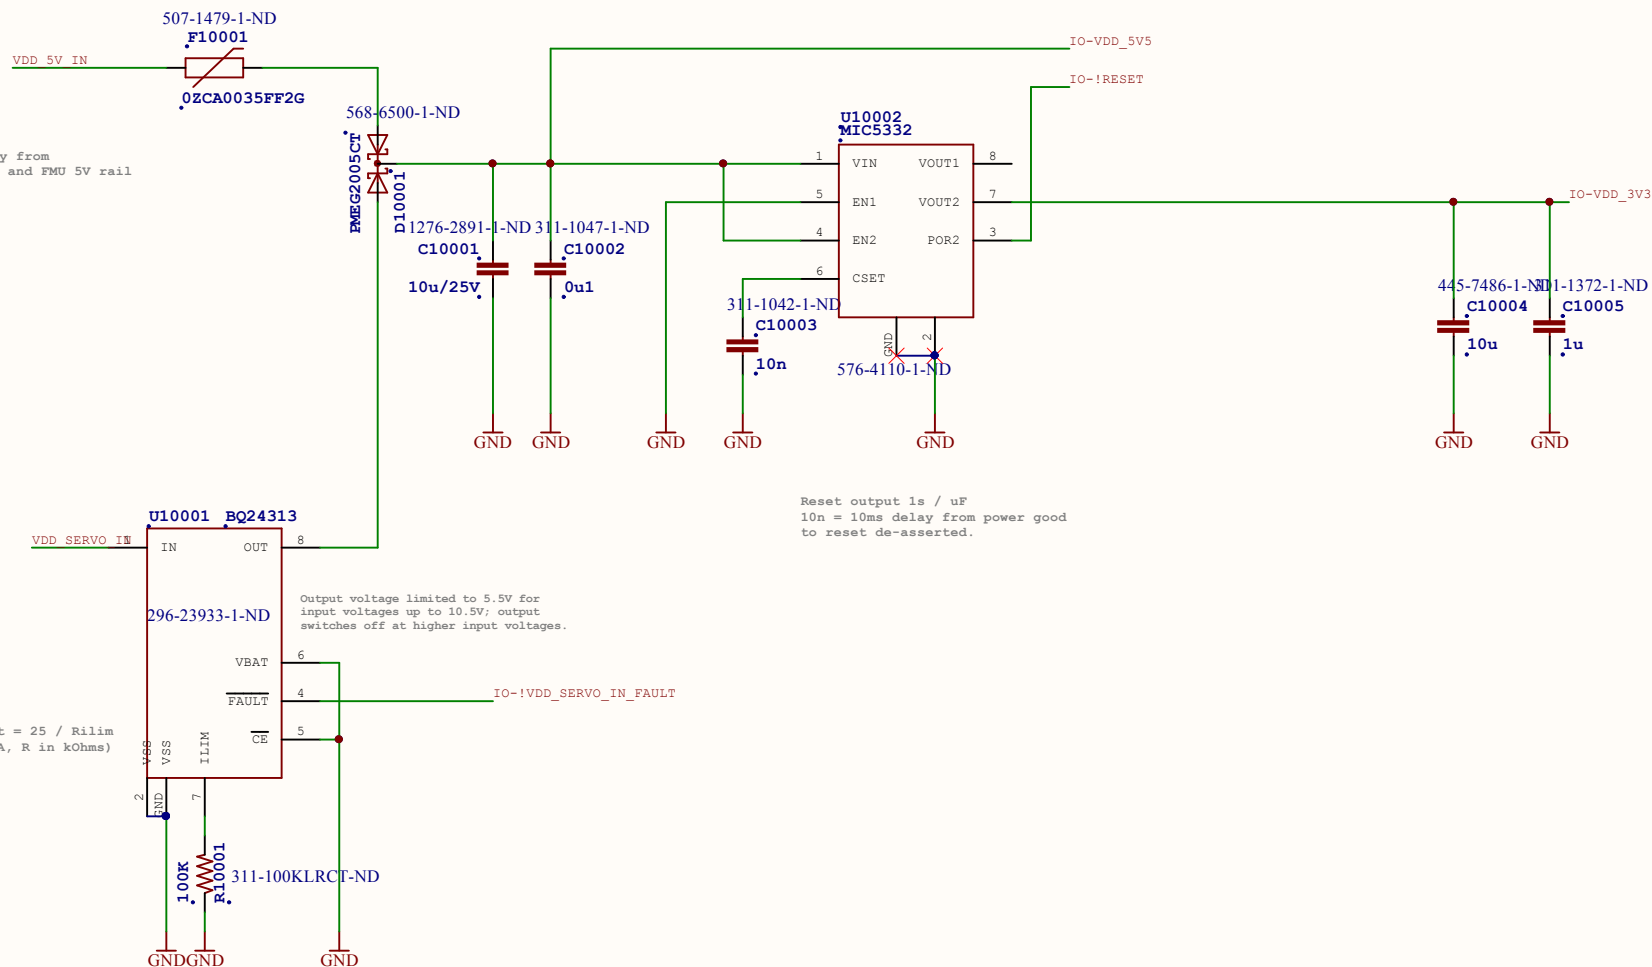 507-1479-1-ND
F10001
VDD_5V_IN
0ZCA0035FF2G
568-6500-1-ND
PMEG2005CT
D10001
y from
and FMU 5V rail
IO-VDD_5V5
IO-!RESET
U10002
MIC5332
1 VIN VOUT1 8
5 EN1 VOUT2 7
4 EN2 POR2 3
6 CSET
GND 2
576-4110-1-ND
IO-VDD_3V3
1276-2891-1-ND
C10001
10u/25V
311-1047-1-ND
C10002
0u1
311-1042-1-ND
C10003
10n
445-7486-1-ND
C10004
10u
1-1372-1-ND
C10005
1u
GND GND GND GND GND GND GND
Reset output 1s / uF
10n = 10ms delay from power good
to reset de-asserted.
U10001 BQ24313
VDD_SERVO_IN
1 IN OUT 8
296-23933-1-ND
Output voltage limited to 5.5V for
input voltages up to 10.5V; output
switches off at higher input voltages.
VBAT 6
FAULT 4
IO-!VDD_SERVO_IN_FAULT
CE 5
t = 25 / Rilim
A, R in kOhms)
VSS VSS ILIM
2 GND 7
100K
R10001
311-100KLRCT-ND
GND GND GND